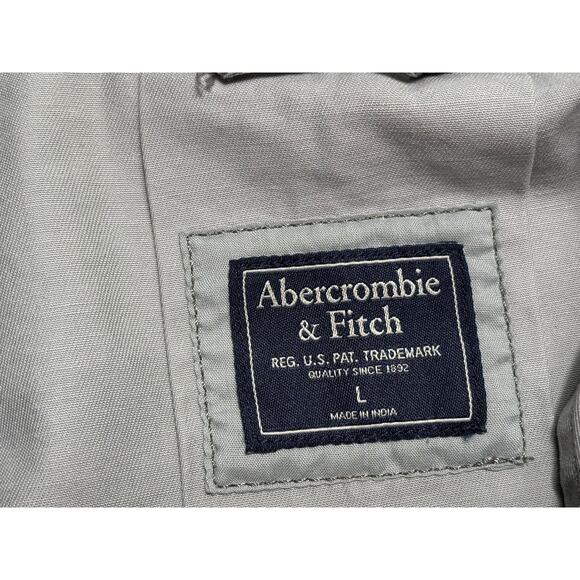 Abercrombie
& Fitch
REG. U.S. PAT. TRADEMARK
QUALITY SINCE 1892
L
MADE IN INDIA